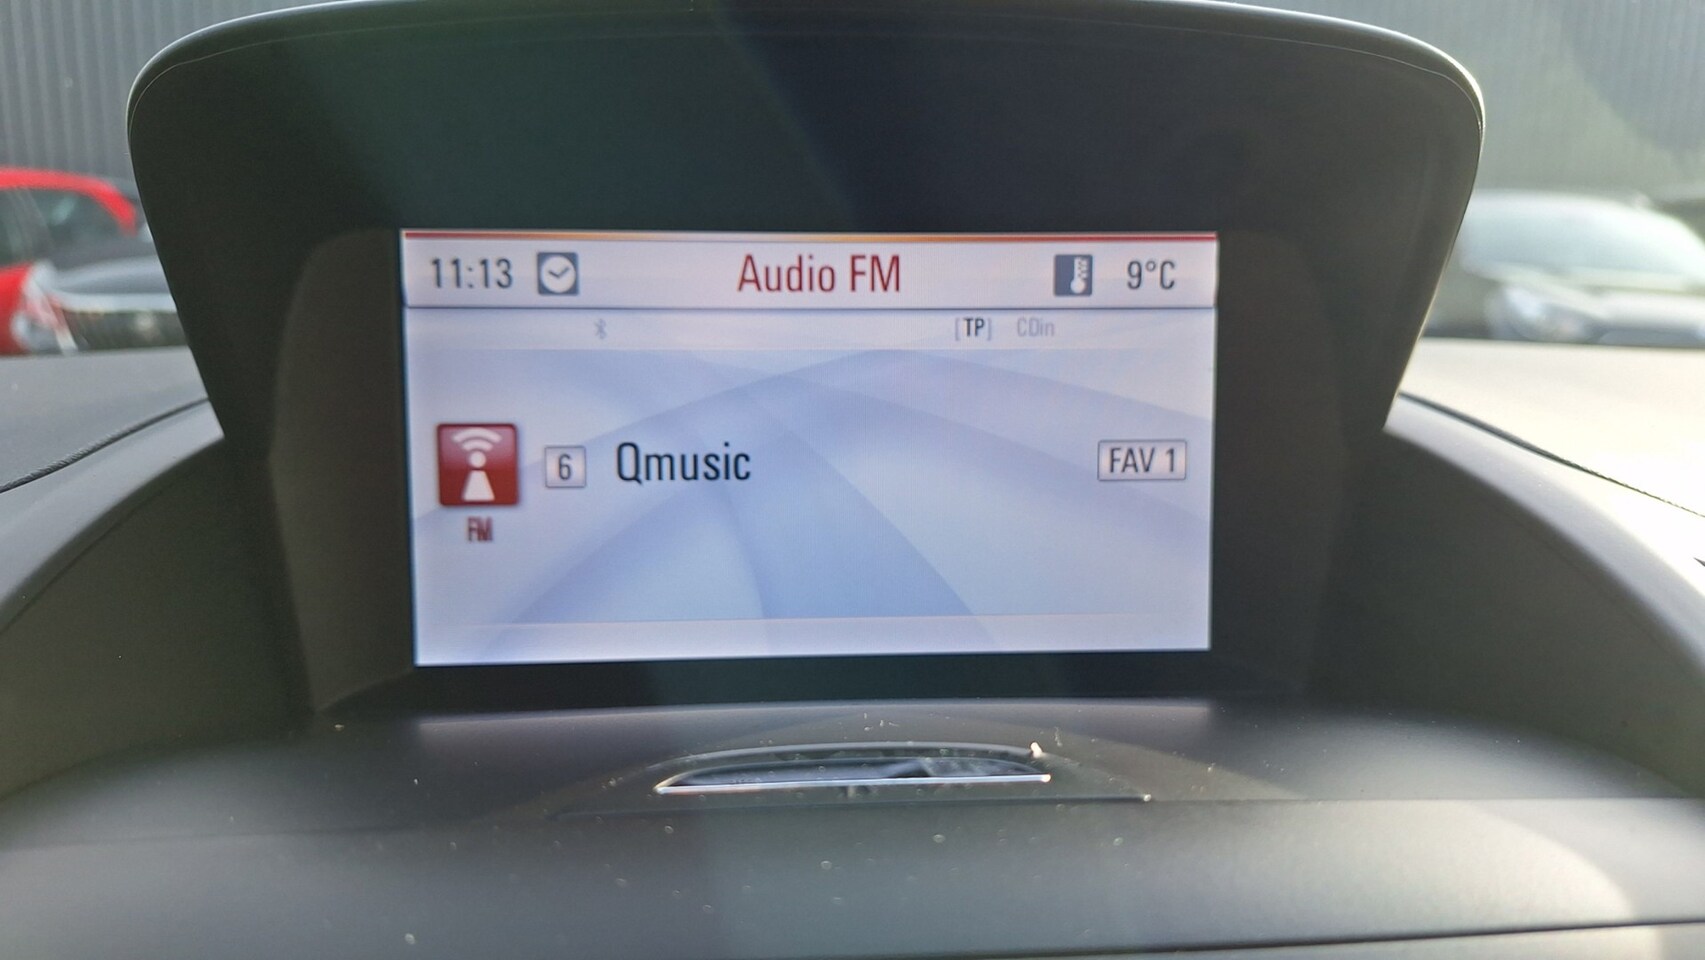 11:13 Audio FM 9°C
[TP] CDin
6 Qmusic FAV 1
FM